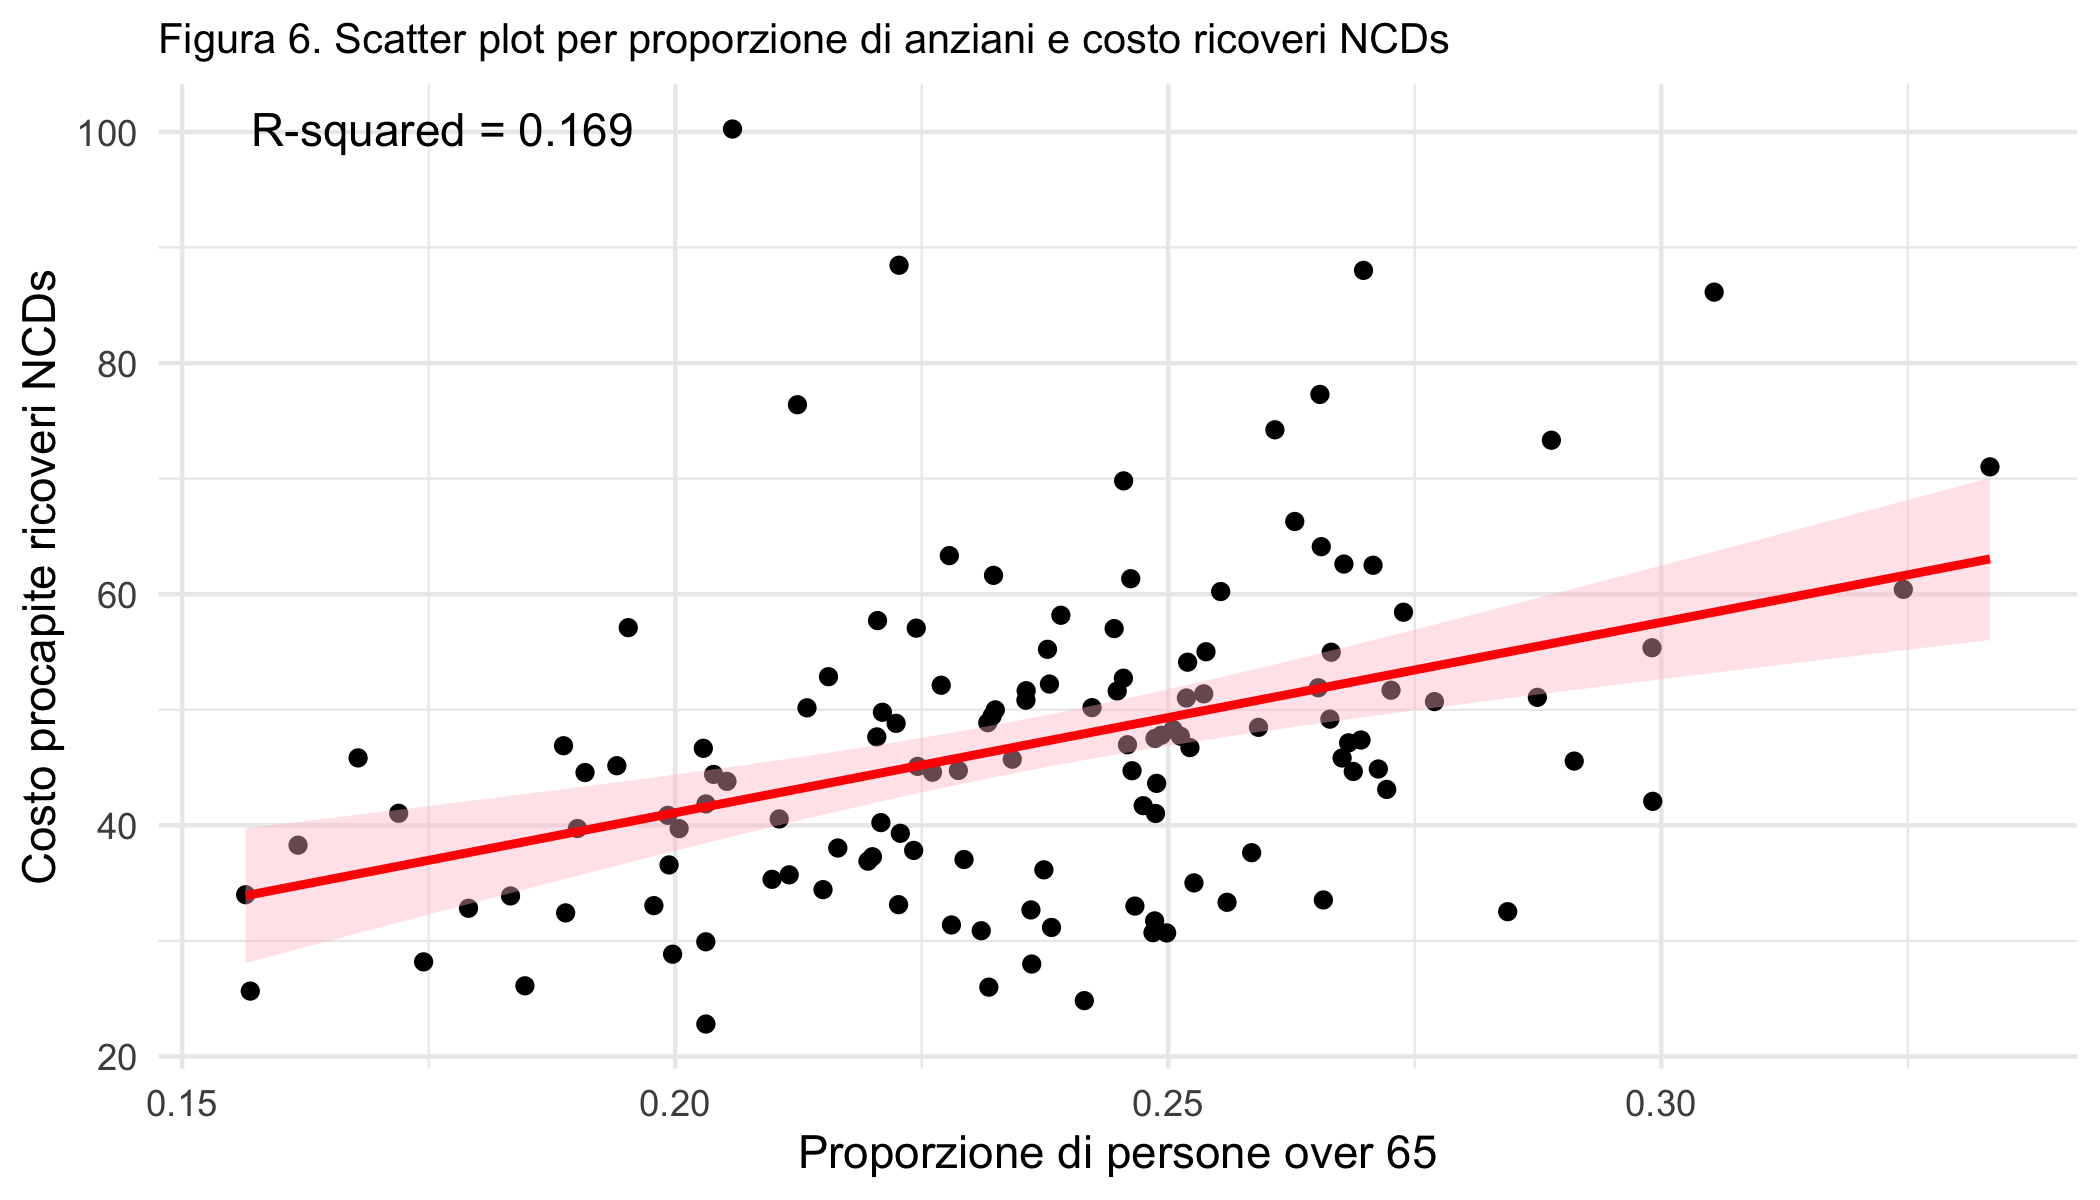 Figura 6. Scatter plot per proporzione di anziani e costo ricoveri NCDs
R-squared = 0.169
Costo procapite ricoveri NCDs
100
80
60
40
20
0.15
0.20
0.25
0.30
Proporzione di persone over 65